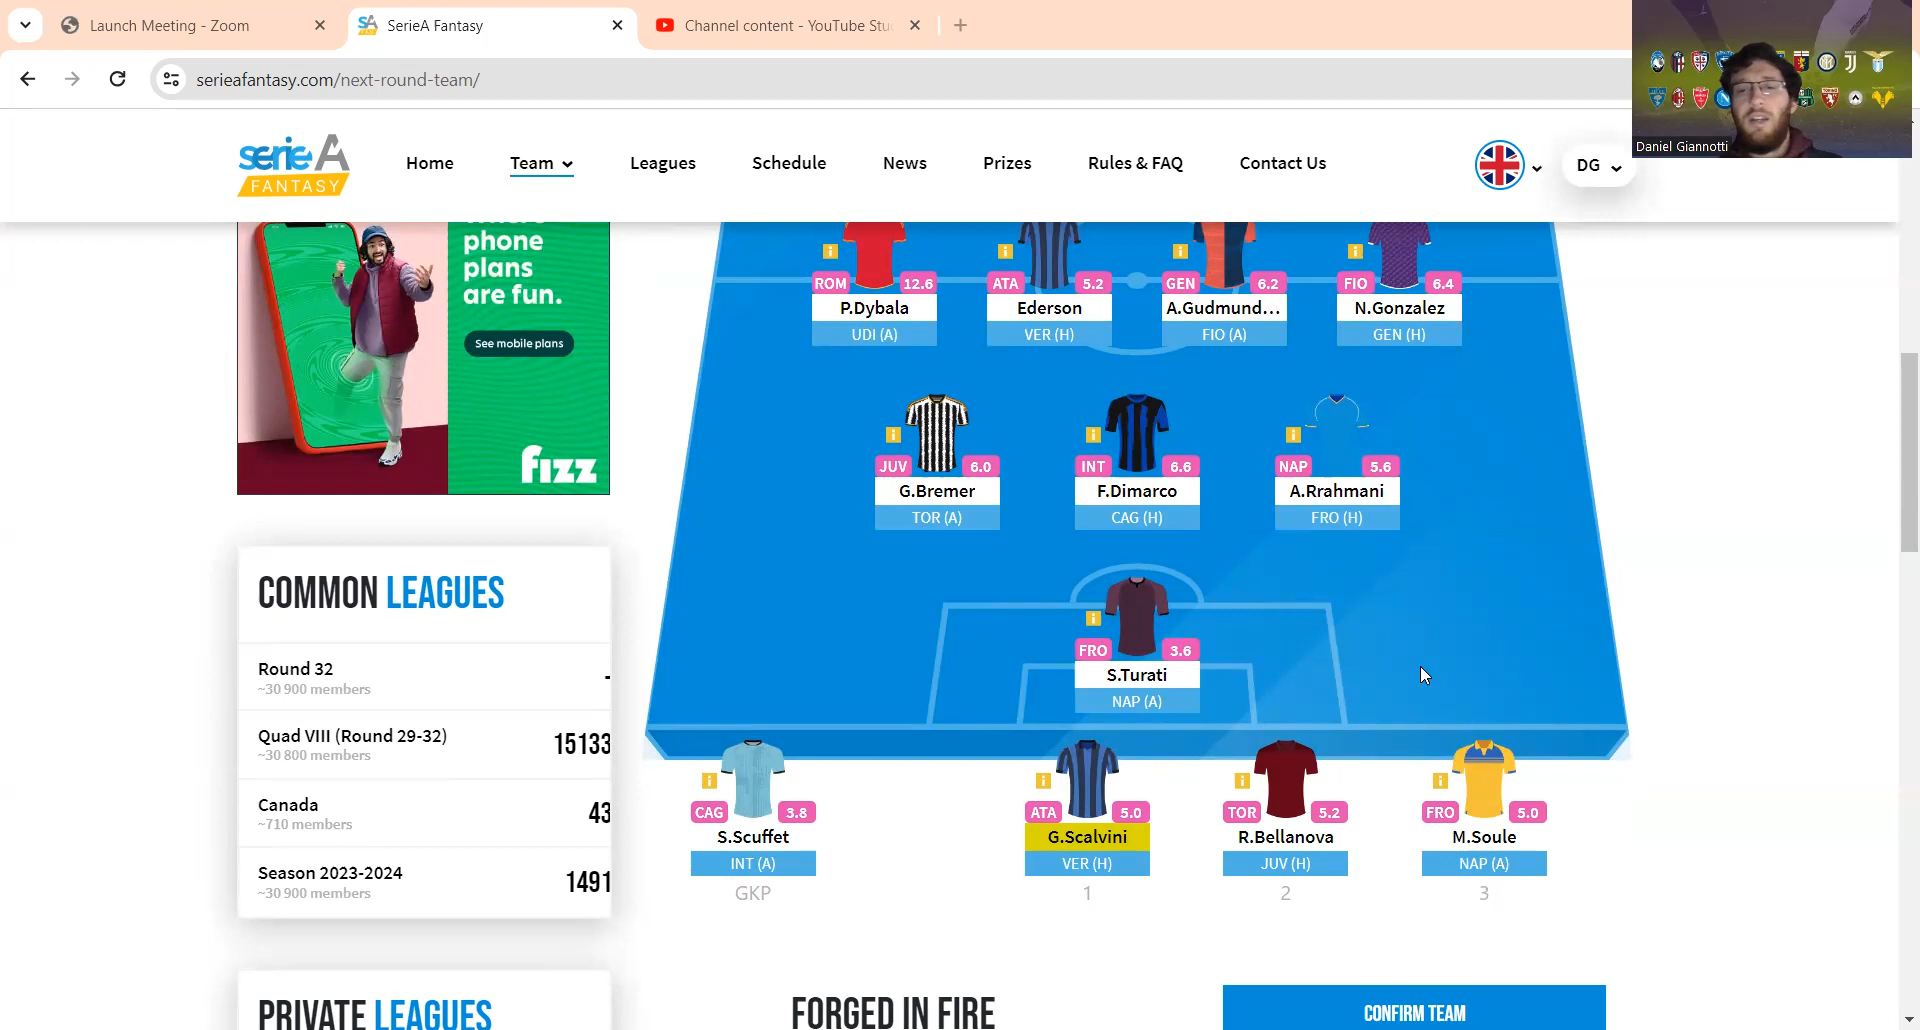 Launch Meeting - Zoom
SerieA Fantasy
Channel content - YouTube Stu
serieafantasy.com/next-round-team/
Daniel Giannotti
serie A
FANTASY
Home
Team
Leagues
Schedule
News
Prizes
Rules & FAQ
Contact Us
DG
phone
plans
are fun.
See mobile plans
fizz
ROM 12.6
P.Dybala
UDI (A)
ATA 5.2
Ederson
VER (H)
GEN 6.2
A.Gudmund...
FIO (A)
FIO 6.4
N.Gonzalez
GEN (H)
JUV 6.0
G.Bremer
TOR (A)
INT 6.6
F.Dimarco
CAG (H)
NAP 5.6
A.Rrahmani
FRO (H)
FRO 3.6
S.Turati
NAP (A)
CAG 3.8
S.Scuffet
INT (A)
GKP
ATA 5.0
G.Scalvini
VER (H)
1
TOR 5.2
R.Bellanova
JUV (H)
2
FRO 5.0
M.Soule
NAP (A)
3
COMMON LEAGUES
Round 32
-
~30 900 members
Quad VIII (Round 29-32)
15133
~30 800 members
Canada
43
~710 members
Season 2023-2024
1491
~30 900 members
PRIVATE LEAGUES
FORGED IN FIRE
CONFIRM TEAM